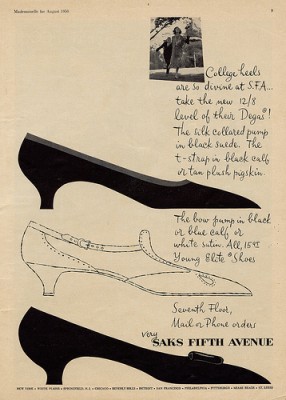 Mademoiselle for August 1960
College heels
are so divine at S.F.A...
take the new 12/8
level of their Degas®!
The silk collared pump
in black suede. The
t-strap in black calf
or tan plush pigskin.
The bow pump in black
or blue calf, or
white satin. All, 1595
Young Elite® Shoes
Seventh Floor,
Mail or Phone orders
very
SAKS FIFTH AVENUE
NEW YORK • WHITE PLAINS • SPRINGFIELD, N. J. • CHICAGO • BEVERLY HILLS • DETROIT • SAN FRANCISCO • PHILADELPHIA • PITTSBURGH • MIAMI BEACH • ST. LOUIS